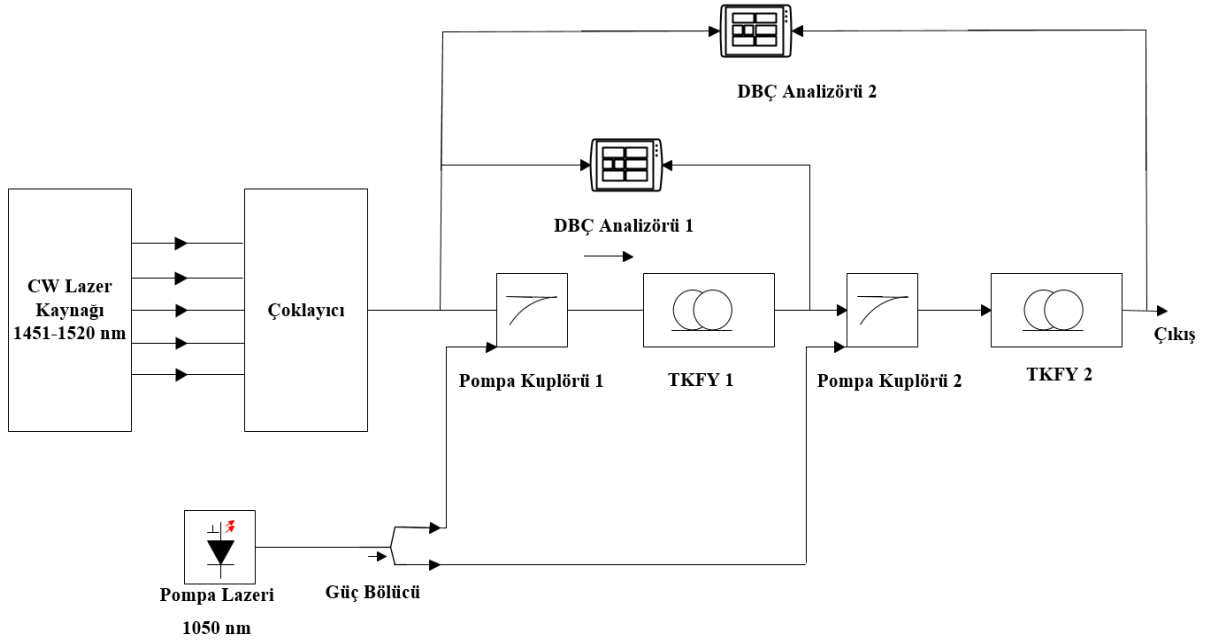 DBÇ Analizörü 2
DBÇ Analizörü 1
CW Lazer
Kaynağı
1451-1520 nm
Çoklayıcı
Çıkış
Pompa Kuplörü 1
TKFY 1
Pompa Kuplörü 2
TKFY 2
Pompa Lazeri
1050 nm
Güç Bölücü